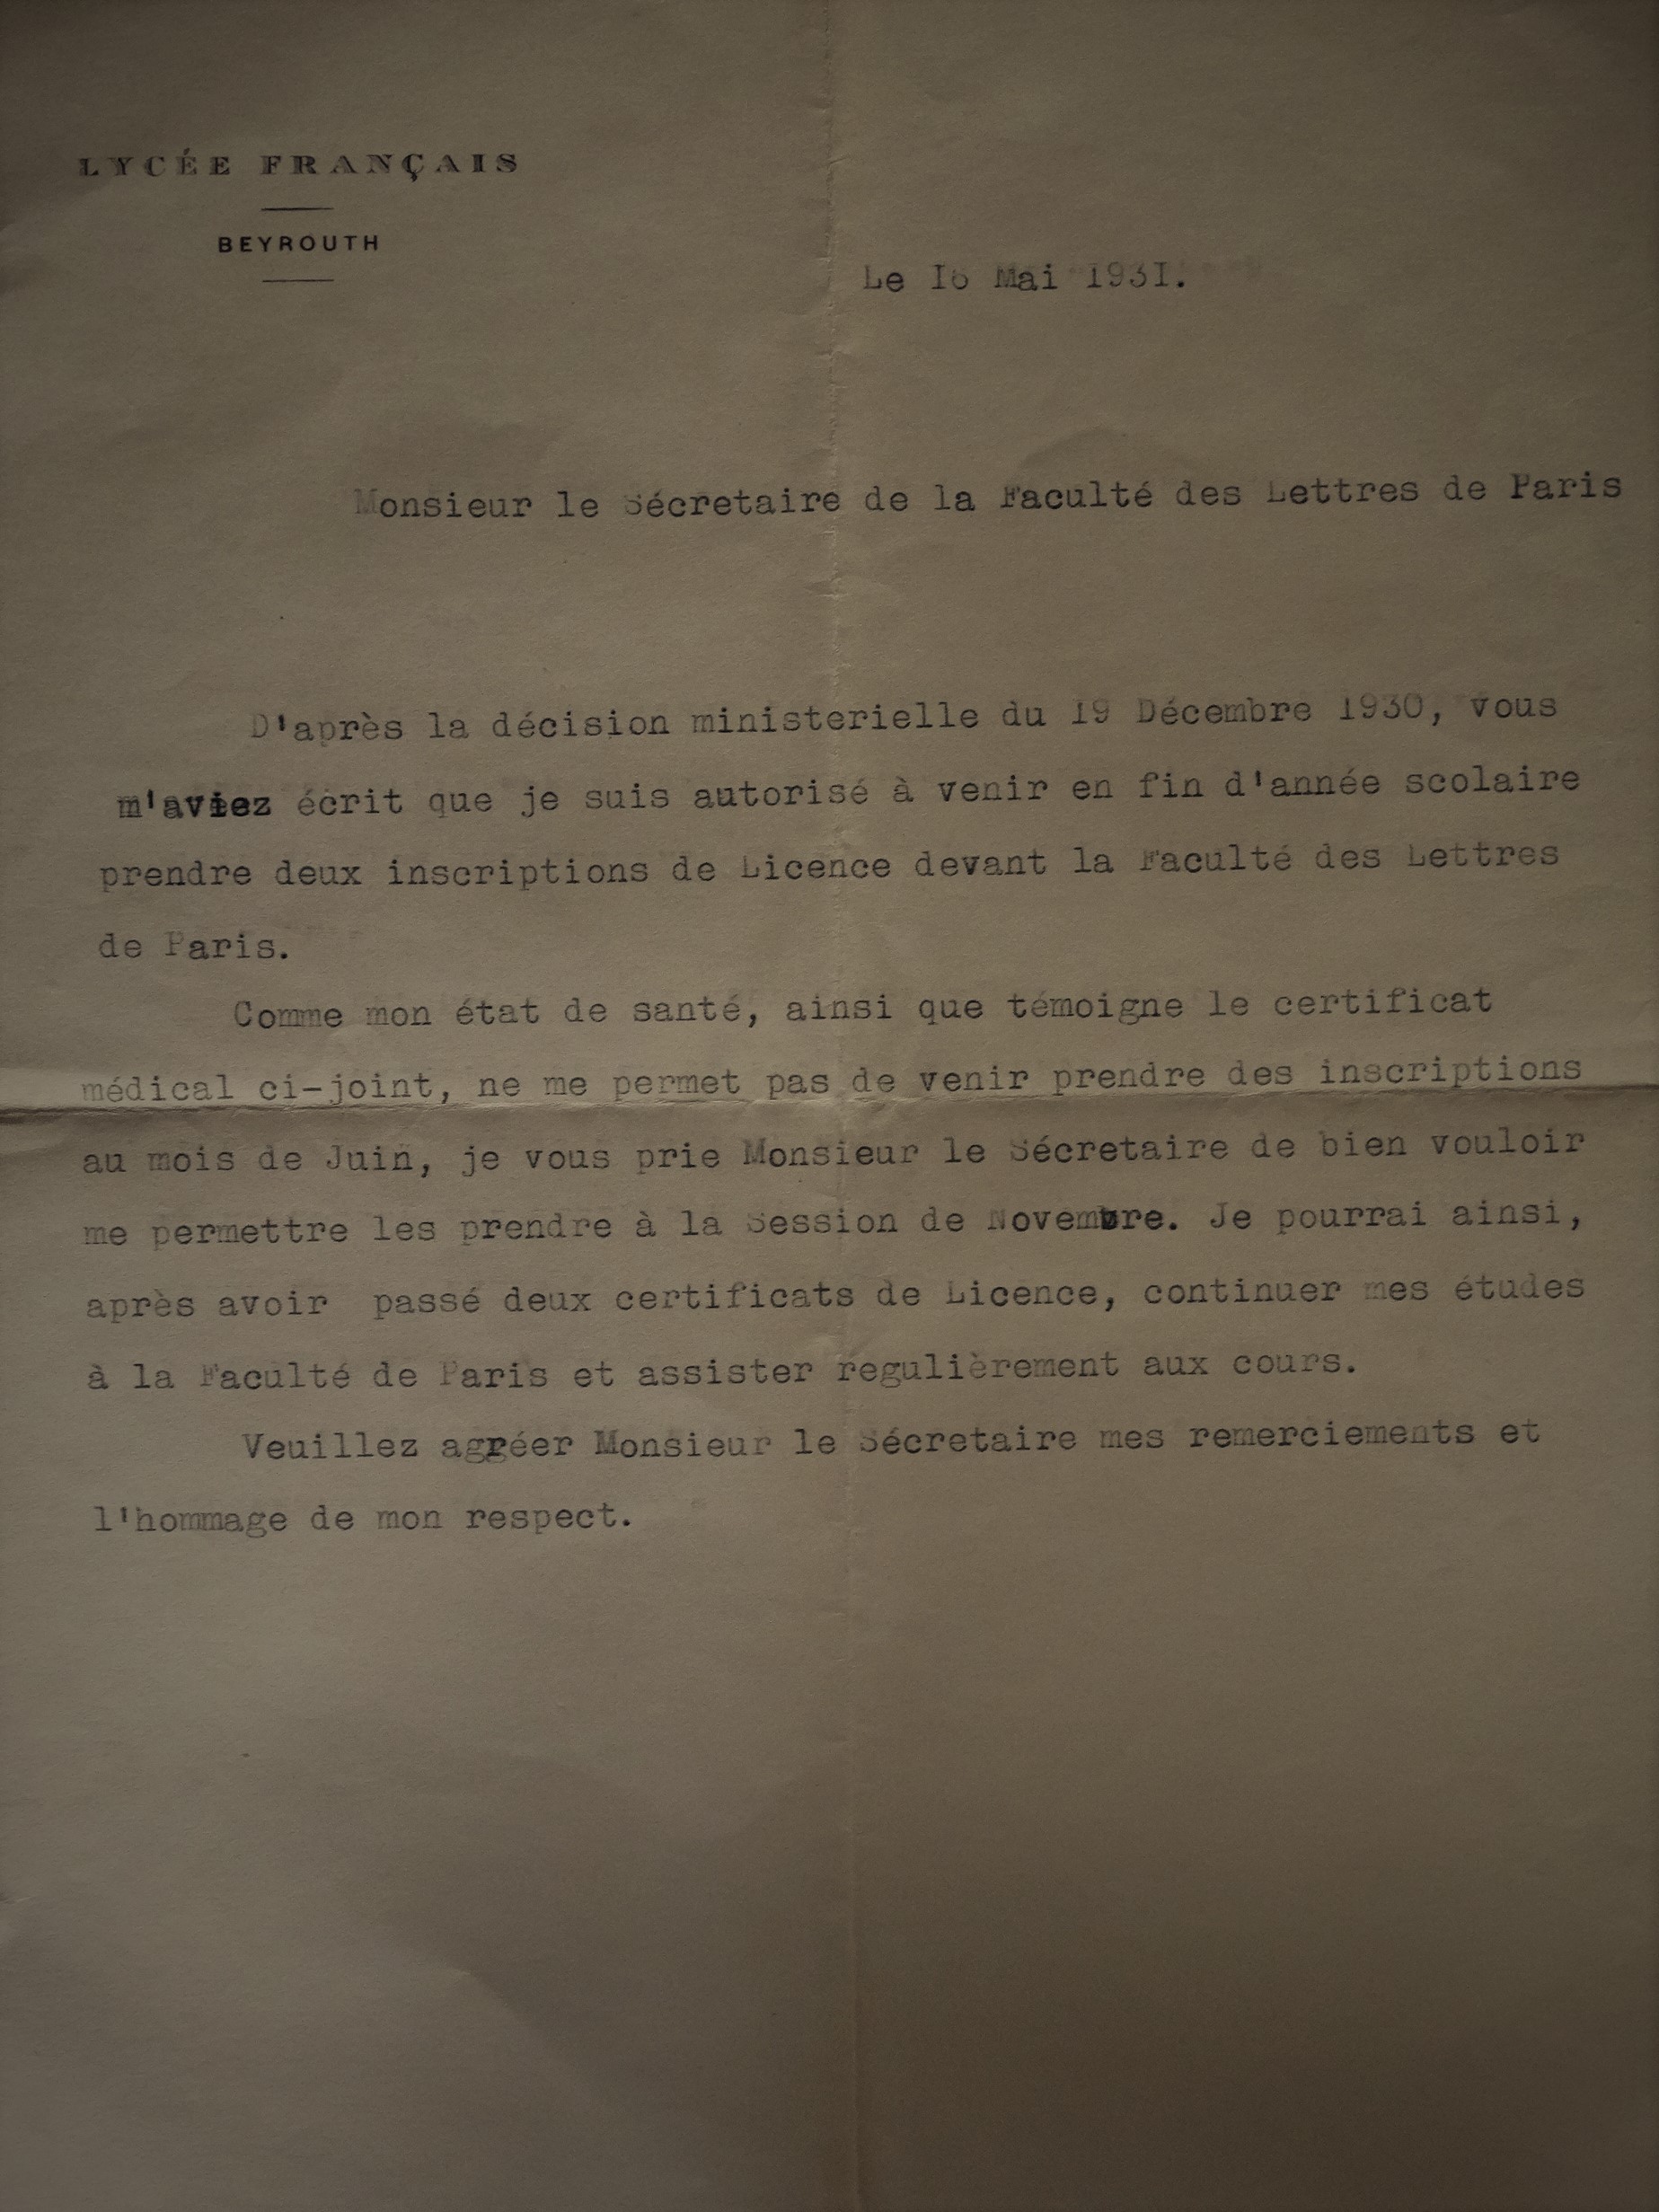 LYCÉE FRANÇAIS
BEYROUTH
Le I6 Mai 193I.
Monsieur le Sécretaire de la Faculté des Lettres de Paris
D'après la décision ministerielle du 19 Décembre 1930, vous
m'aviez écrit que je suis autorisé à venir en fin d'année scolaire
prendre deux inscriptions de Licence devant la Faculté des Lettres
de Paris.
Comme mon état de santé, ainsi que témoigne le certificat
médical ci-joint, ne me permet pas de venir prendre des inscriptions
au mois de Juin, je vous prie Monsieur le Sécretaire de bien vouloir
me permettre les prendre à la Session de Novembre. Je pourrai ainsi,
après avoir passé deux certificats de Licence, continuer mes études
à la Faculté de Paris et assister regulièrement aux cours.
Veuillez agréer Monsieur le Sécretaire mes remerciements et
l'hommage de mon respect.